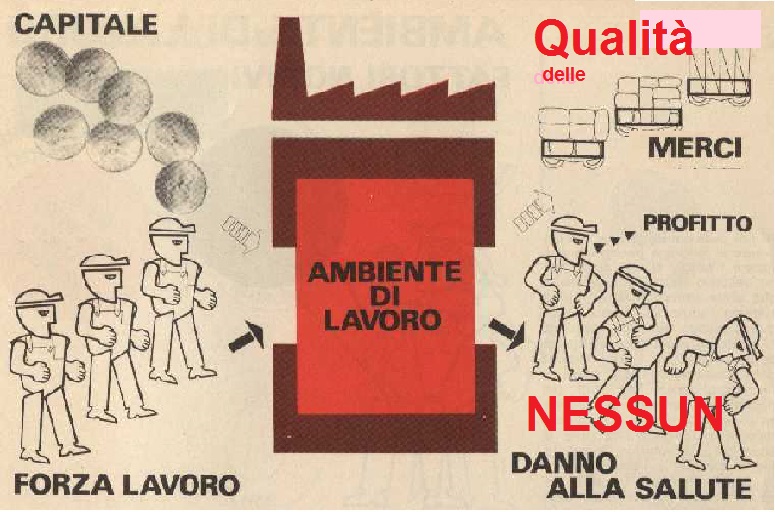 CAPITALE
Qualità
delle
MERCI
PROFITTO
AMBIENTE
DI
LAVORO
NESSUN
DANNO
ALLA SALUTE
FORZA LAVORO